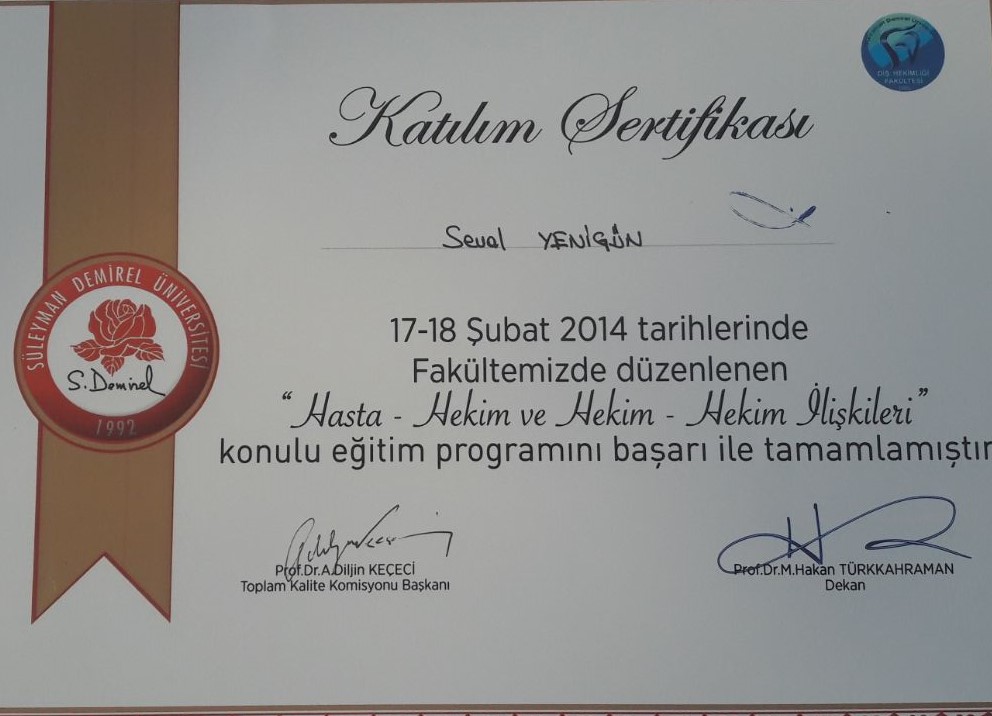 DİŞ HEKİMLİĞİ
FAKÜLTESİ
Katılım Sertifikası
Seval YENİGÜN
SÜLEYMAN DEMİREL ÜNİVERSİTESİ
S. Demirel
1992
17-18 Şubat 2014 tarihlerinde
Fakültemizde düzenlenen
“Hasta - Hekim ve Hekim - Hekim İlişkileri”
konulu eğitim programını başarı ile tamamlamıştır
Prof.Dr.A.Diljin KEÇECİ
Toplam Kalite Komisyonu Başkanı
Prof.Dr.M.Hakan TÜRKKAHRAMAN
Dekan